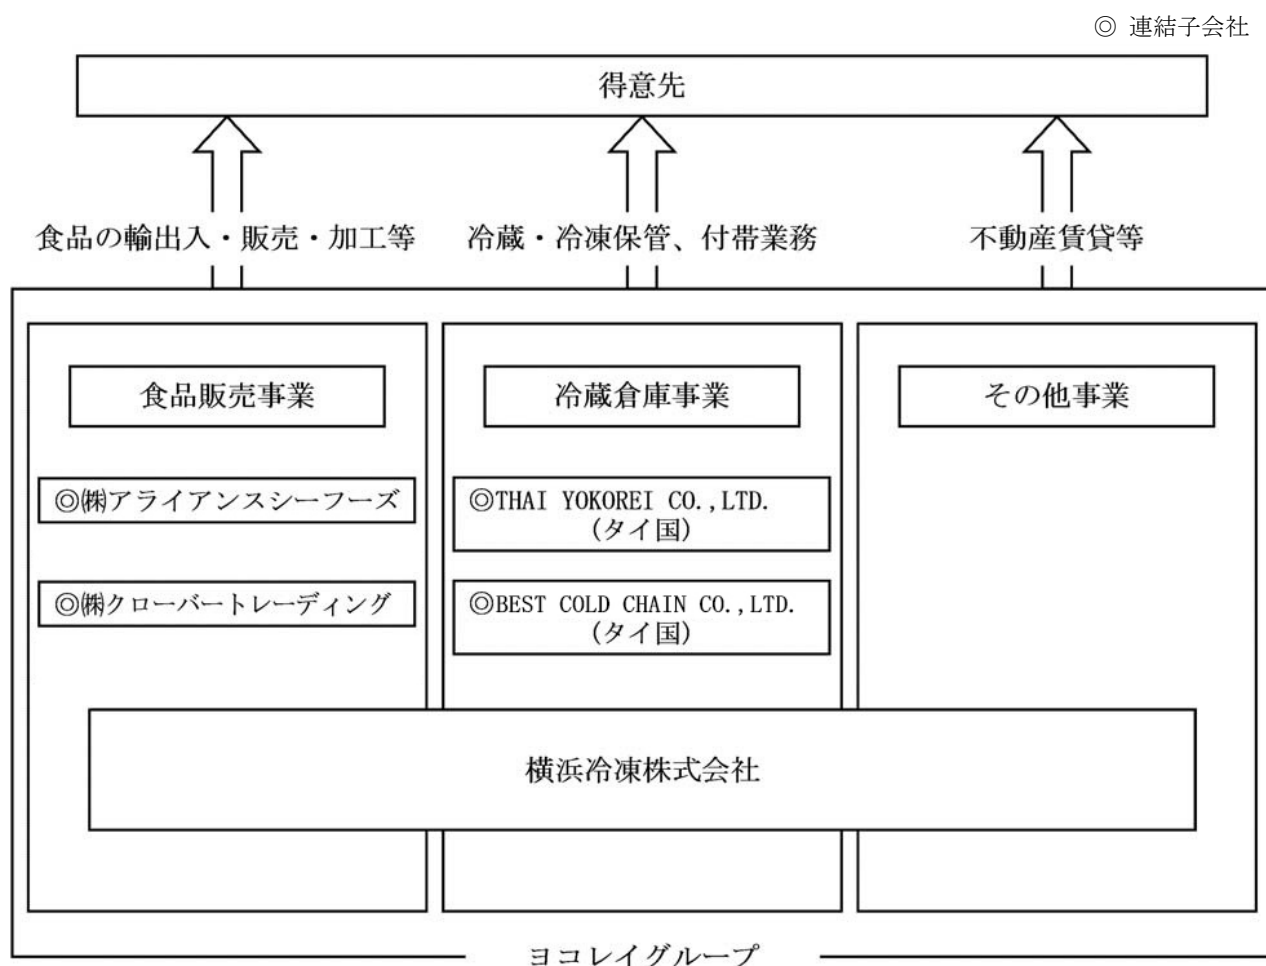 ◎ 連結子会社
得意先
食品の輸出入・販売・加工等
冷蔵・冷凍保管、付帯業務
不動産賃貸等
食品販売事業
冷蔵倉庫事業
その他事業
◎㈱アライアンスシーフーズ
◎THAI YOKOREI CO.,LTD.
(タイ国)
◎㈱クローバートレーディング
◎BEST COLD CHAIN CO.,LTD.
(タイ国)
横浜冷凍株式会社
ヨコレイグループ